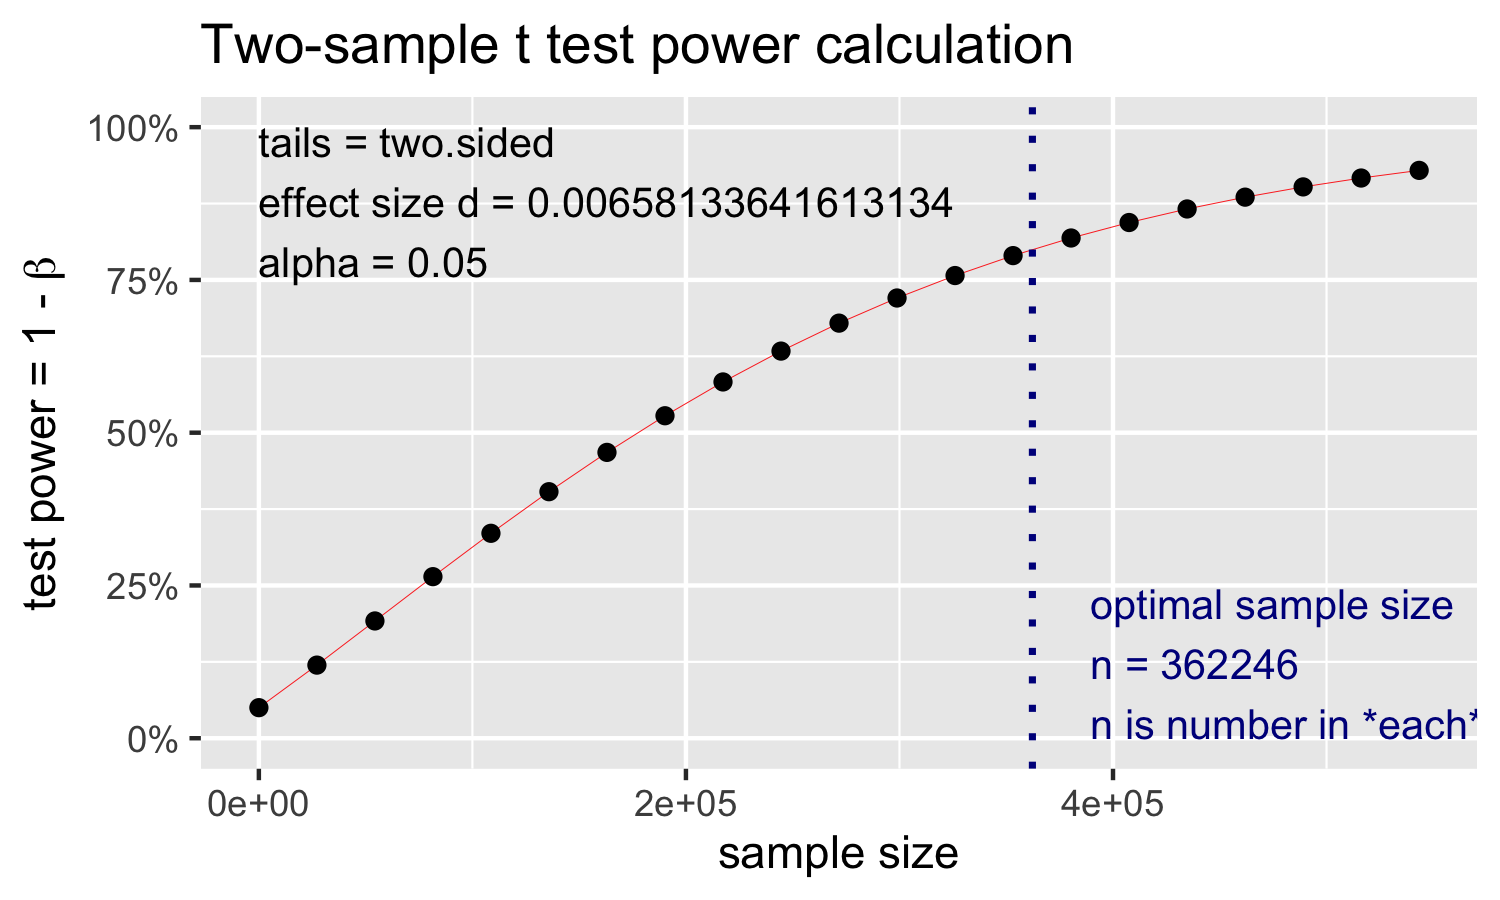 Two-sample t test power calculation
test power = 1 - β
100%
75%
50%
25%
0%
tails = two.sided
effect size d = 0.00658133641613134
alpha = 0.05
optimal sample size
n = 362246
n is number in *each*
0e+00
2e+05
4e+05
sample size